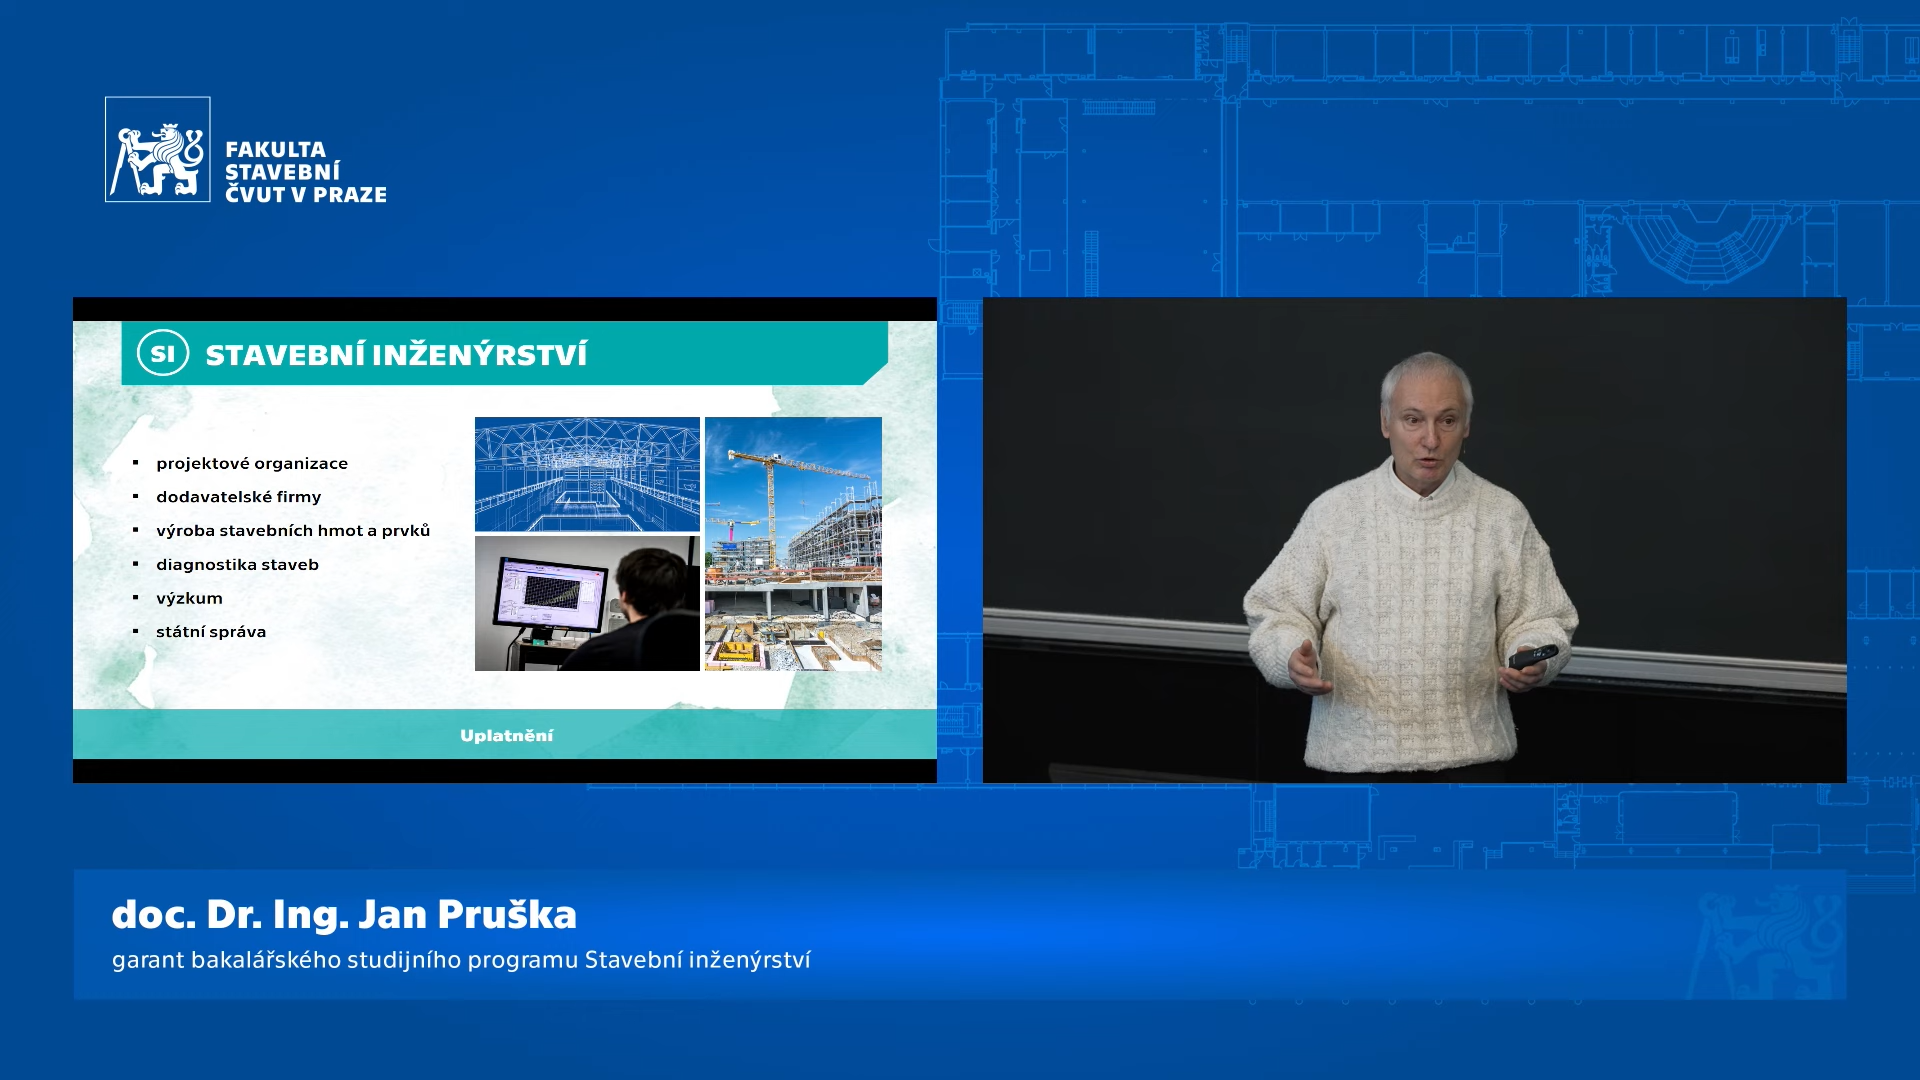 FAKULTA
STAVEBNÍ
ČVUT V PRAZE
SI STAVEBNÍ INŽENÝRSTVÍ
▪ projektové organizace
▪ dodavatelské firmy
▪ výroba stavebních hmot a prvků
▪ diagnostika staveb
▪ výzkum
▪ státní správa
Uplatnění
doc. Dr. Ing. Jan Pruška
garant bakalářského studijního programu Stavební inženýrství